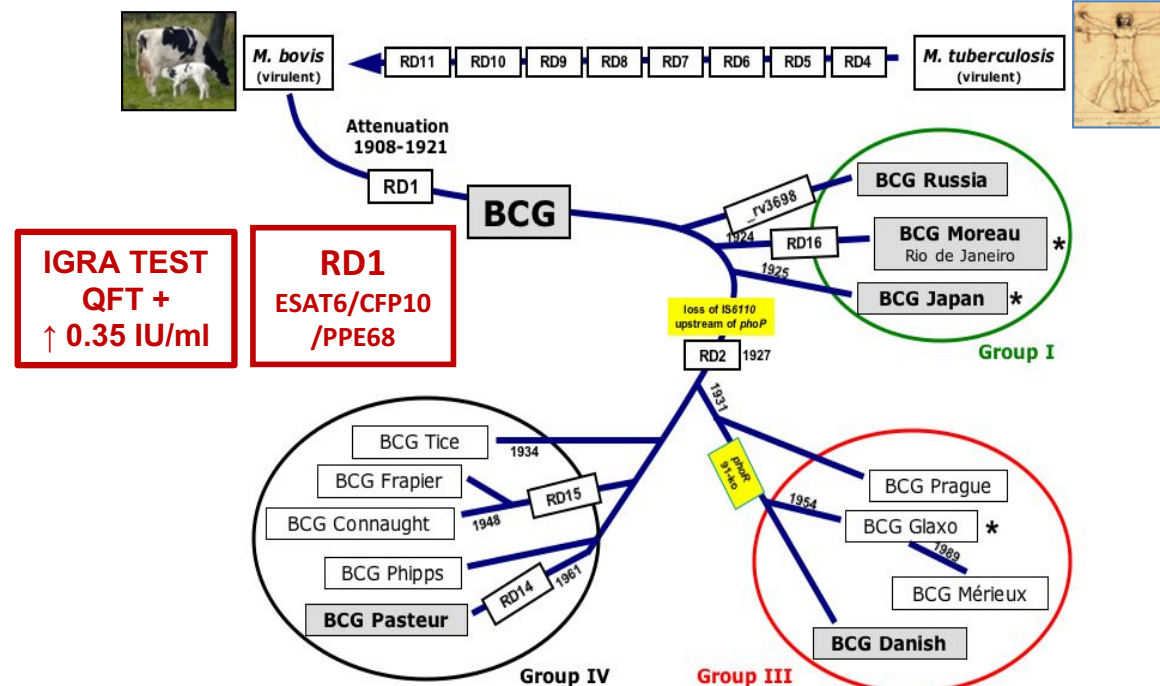 M. bovis
(virulent)
RD11
RD10
RD9
RD8
RD7
RD6
RD5
RD4
M. tuberculosis
(virulent)
Attenuation
1908-1921
RD1
BCG
_rv3698
BCG Russia
1924
RD16
BCG Moreau
Rio de Janeiro
*
1925
BCG Japan
*
Group I
IGRA TEST
QFT +
↑ 0.35 IU/ml
RD1
ESAT6/CFP10
/PPE68
loss of IS6110
upstream of phoP
RD2
1927
BCG Tice
1934
BCG Frapier
RD15
BCG Connaught
1948
BCG Phipps
RD14
1961
BCG Pasteur
Group IV
1931
phoR
91-ko
BCG Prague
1954
BCG Glaxo
*
1989
BCG Mérieux
BCG Danish
Group III